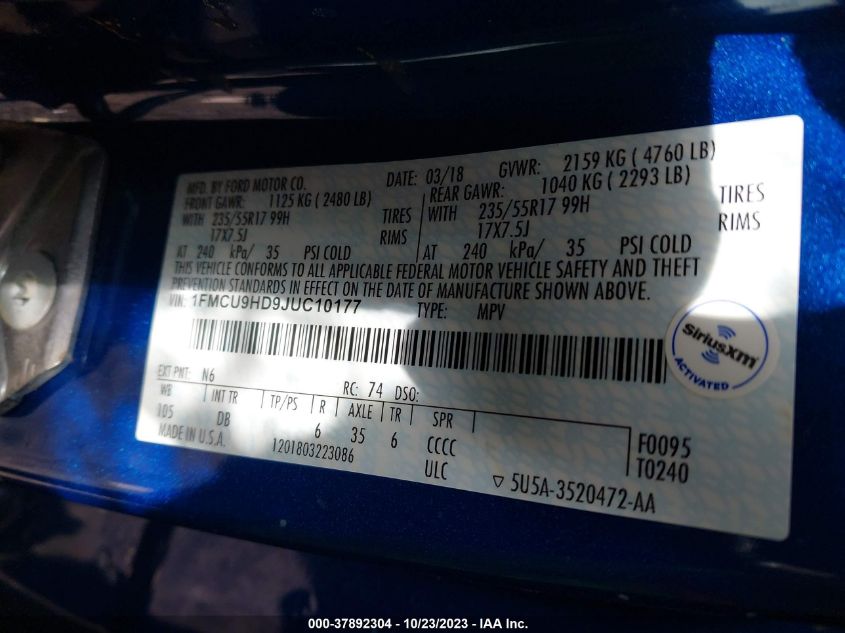 MFD. BY FORD MOTOR CO. DATE: 03/18 GVWR: 2159 KG ( 4760 LB)
FRONT GAWR: 1125 KG ( 2480 LB) REAR GAWR: 1040 KG ( 2293 LB)
WITH 235/55R17 99H TIRES WITH 235/55R17 99H TIRES
17X7.5J RIMS 17X7.5J RIMS
AT 240 kPa/ 35 PSI COLD AT 240 kPa/ 35 PSI COLD
THIS VEHICLE CONFORMS TO ALL APPLICABLE FEDERAL MOTOR VEHICLE SAFETY AND THEFT
PREVENTION STANDARDS IN EFFECT ON THE DATE OF MANUFACTURE SHOWN ABOVE.
VIN: 1FMCU9HD9JUC10177 TYPE: MPV
SiriusXM
ACTIVATED
EXT PNT: N6 RC: 74 DSO:
WB INT TR TP/PS R AXLE TR SPR
105 DB 6 35 6 CCCC
MADE IN U.S.A. 1201803223086 ULC
F0095
T0240
▽ 5U5A-3520472-AA
000-37892304 - 10/23/2023 - IAA Inc.